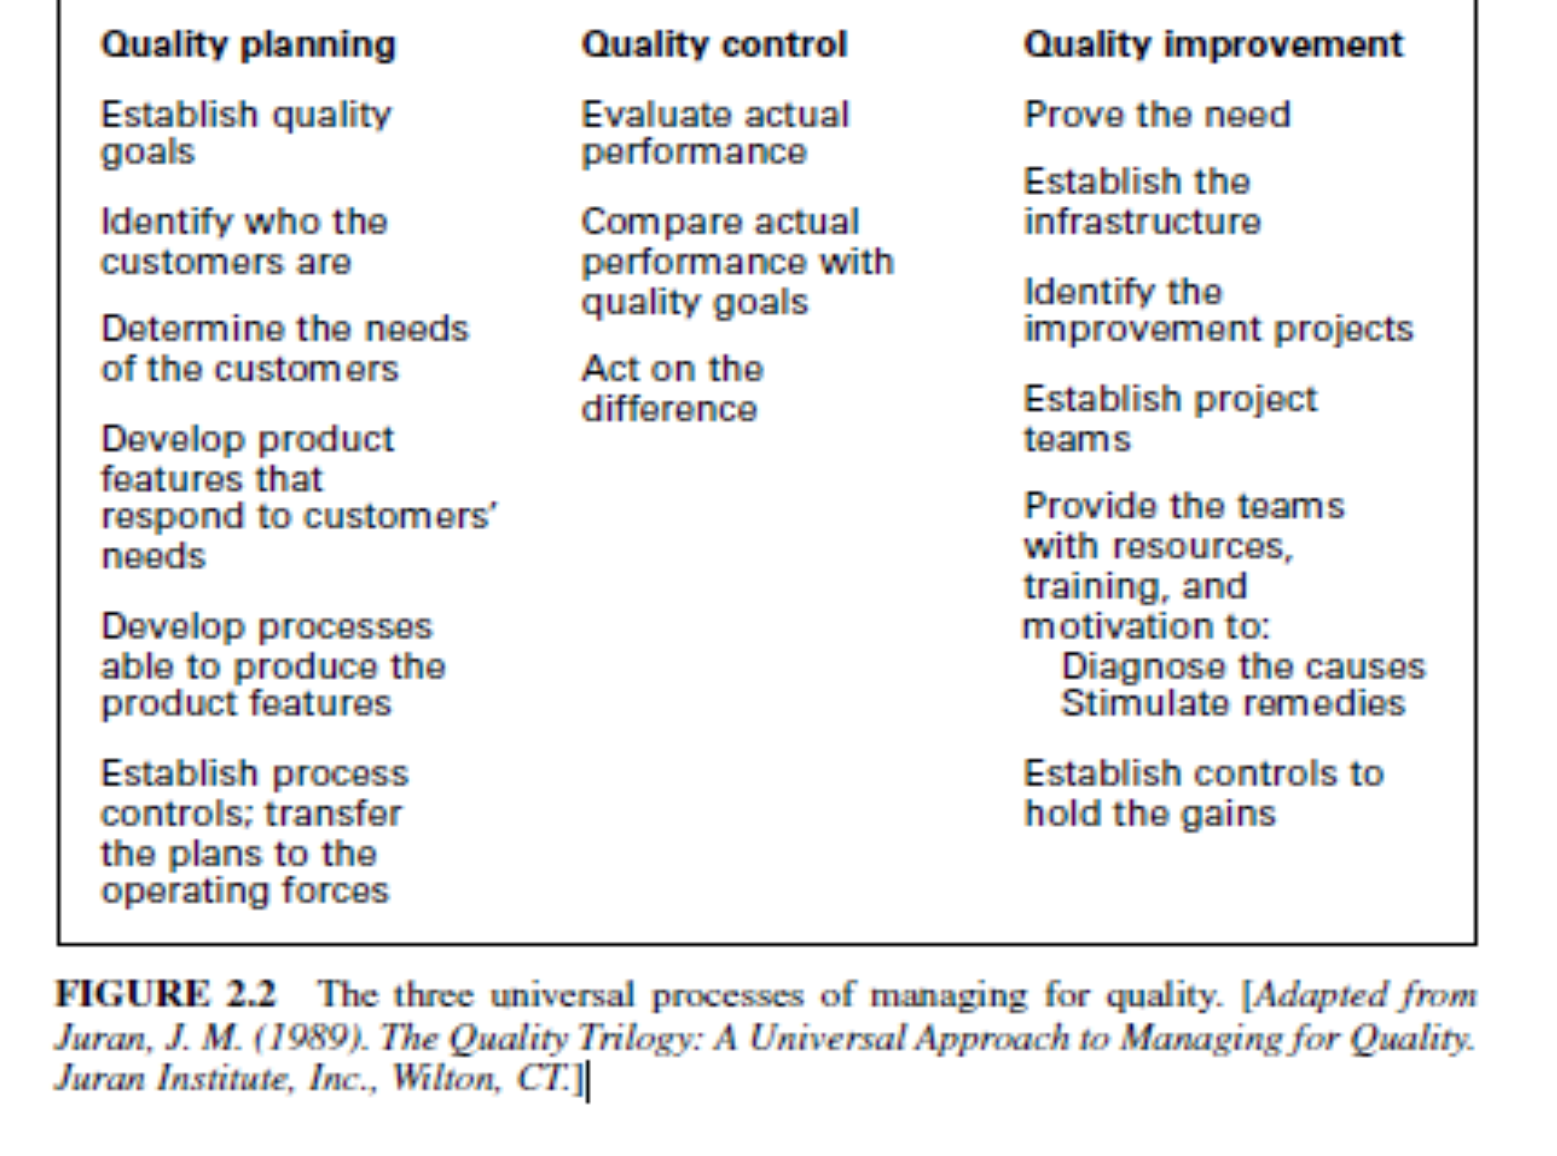 Quality planning
Establish quality
goals
Identify who the
customers are
Determine the needs
of the customers
Develop product
features that
respond to customers’
needs
Develop processes
able to produce the
product features
Establish process
controls; transfer
the plans to the
operating forces
Quality control
Evaluate actual
performance
Compare actual
performance with
quality goals
Act on the
difference
Quality improvement
Prove the need
Establish the
infrastructure
Identify the
improvement projects
Establish project
teams
Provide the teams
with resources,
training, and
motivation to:
Diagnose the causes
Stimulate remedies
Establish controls to
hold the gains
FIGURE 2.2 The three universal processes of managing for quality. [Adapted from
Juran, J. M. (1989). The Quality Trilogy: A Universal Approach to Managing for Quality.
Juran Institute, Inc., Wilton, CT.]